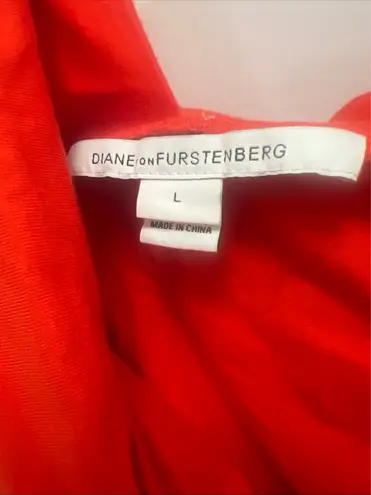 DIANE VON FURSTENBERG
L
MADE IN CHINA